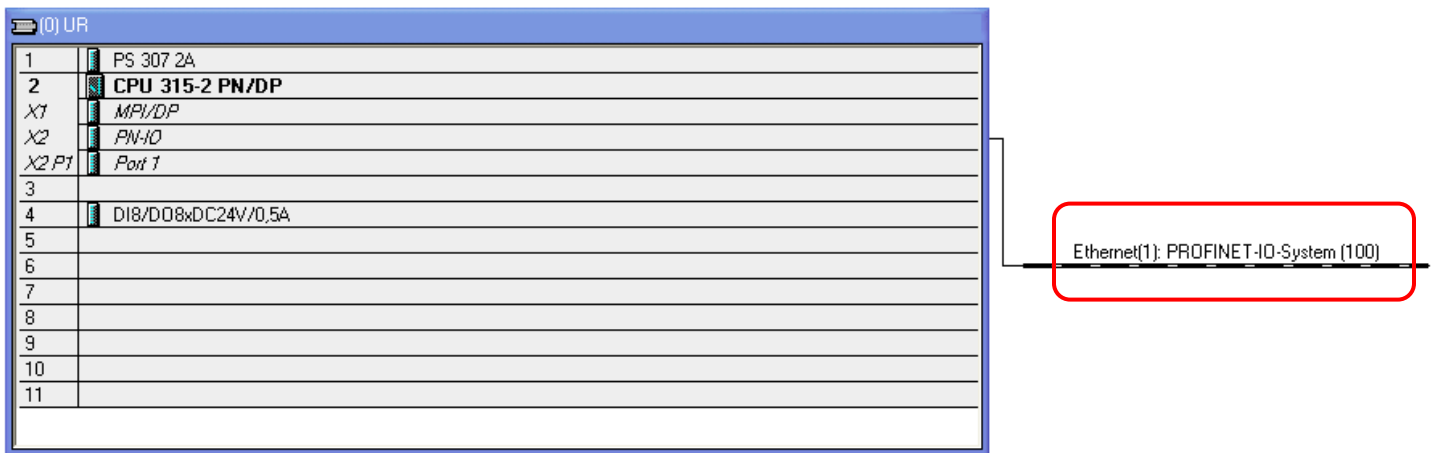 (0) UR
1 PS 307 2A
2 CPU 315-2 PN/DP
X1 MPI/DP
X2 PN-IO
X2 P1 Port 1
3
4 DI8/DO8xDC24V/0,5A
5
6
7
8
9
10
11
Ethernet(1): PROFINET-IO-System (100)